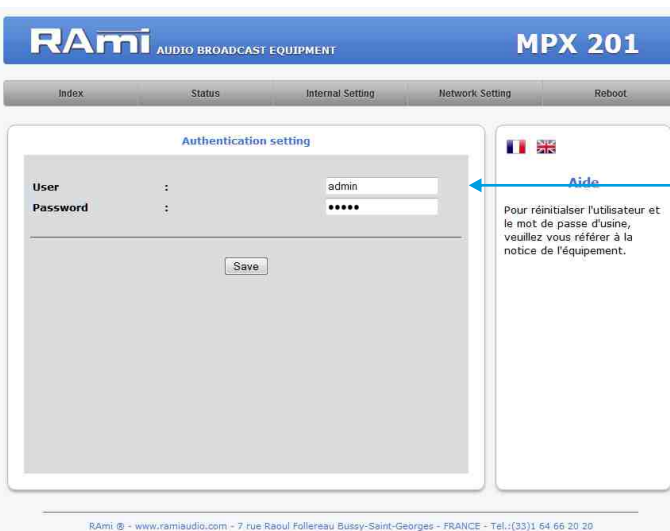 RAmi AUDIO BROADCAST EQUIPMENT
MPX 201
Index Status Internal Setting Network Setting Reboot
Authentication setting
User : admin
Password : •••••
Save
Aide
Pour réinitialser l'utilisateur et
le mot de passe d'usine,
veuillez vous référer à la
notice de l'équipement.
RAmi ® - www.ramiaudio.com - 7 rue Raoul Follereau Bussy-Saint-Georges - FRANCE - Tel.:(33)1 64 66 20 20